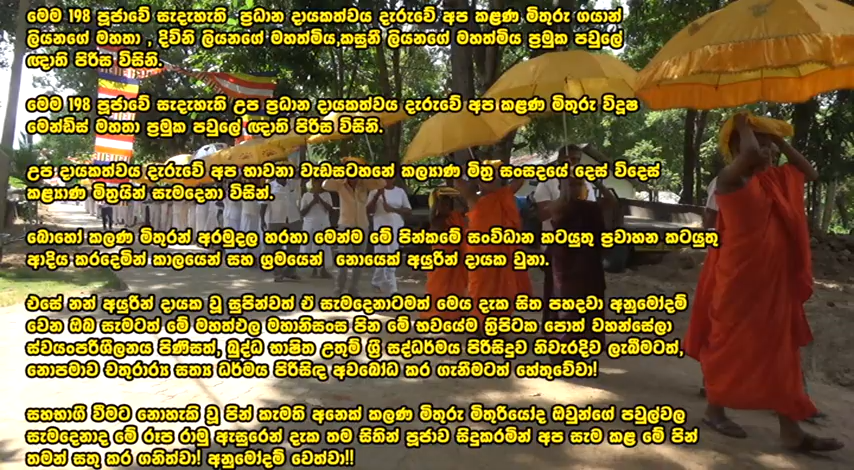 මෙම 198 පූජාවේ සැදැහැති ප්‍රධාන දායකත්වය දැරුවේ අප කළණ මිතුරු ගයාන්
ලියනගේ මහතා , දිව්නි ලියනගේ මහත්මිය,කසුනි ලියනගේ මහත්මිය ප්‍රමුක පවුලේ
ඥාති පිරිස විසිනි.
මෙම 198 පූජාවේ සැදැහැති උප ප්‍රධාන දායකත්වය දැරුවේ අප කළණ මිතුරු විදූෂ
මෙන්ඩිස් මහතා ප්‍රමුක පවුලේ ඥාති පිරිස විසිනි.
උප දායකත්වය දැරුවේ අප භාවනා වැඩසටහනේ කල්‍යාණ මිත්‍ර සංසදයේ දෙස් විදෙස්
කළ්‍යාණ මිත්‍රයින් සැමදෙනා විසින්.
බොහෝ කලණ මිතුරන් අරමුදල හරහා මෙන්ම මේ පින්කමේ සංවිධාන කටයුතු ප්‍රවාහන කටයුතු
ආදිය කරදෙමින් කාලයෙන් සහ ශ්‍රමයෙන් නොයෙක් අයුරින් දායක වුනා.
එසේ නන් අයුරින් දායක වූ සුපින්වත් ඒ සැමදෙනාටමත් මෙය දැක සිත පහදවා අනුමෝදම්
වෙන ඔබ සැමටත් මේ මහත්ඵල මහානිසංස පින මේ භවයේම ත්‍රිපිටක පොත් වහන්සේලා
ස්වයංපරිශීලනය පිණිසත්, බුද්ධ භාෂිත උතුම් ශ්‍රී සද්ධර්මය පිරිසිදුව නිවැරදිව ලැබීමටත්,
නොපමාව චතුරාර්‍ය සත්‍ය ධර්මය පිරිසිඳ අවබෝධ කර ගැනීමටත් හේතුවේවා!
සහභාගී වීමට නොහැකි වූ පින් කැමති අනෙක් කලණ මිතුරු මිතුරියෝද ඔවුන්ගේ පවුල්වල
සැමදෙනාද මේ රූප රාමු ඇසුරෙන් දැක තම සිතින් පූජාව සිදුකරමින් අප සැම කළ මේ පින්
තමන් සතු කර ගනිත්වා! අනුමෝදම් වෙත්වා!!